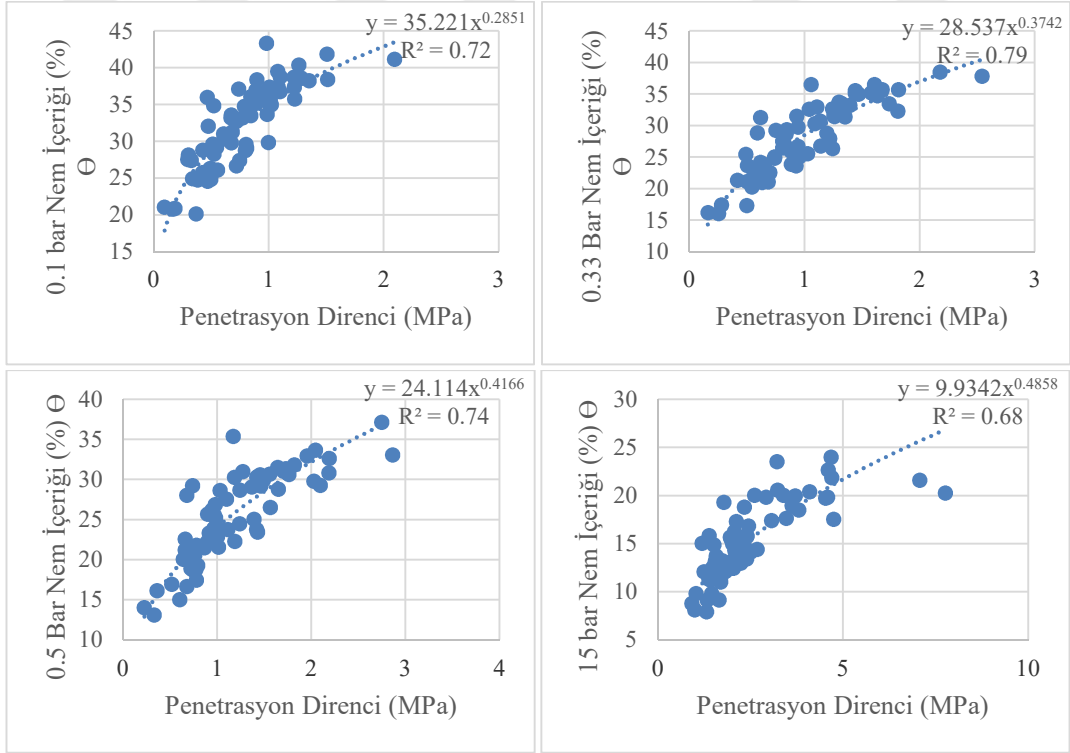 y = 35.221x^0.2851
R² = 0.72
45
40
35
30
25
20
15
0 1 2 3
0.1 bar Nem İçeriği (%)
Ɵ
Penetrasyon Direnci (MPa)
y = 28.537x^0.3742
R² = 0.79
45
40
35
30
25
20
15
10
0 1 2 3
0.33 Bar Nem İçeriği (%)
Ɵ
Penetrasyon Direnci (MPa)
y = 24.114x^0.4166
R² = 0.74
40
35
30
25
20
15
10
0 1 2 3 4
0.5 Bar Nem İçeriği (%) Ɵ
Penetrasyon Direnci (MPa)
y = 9.9342x^0.4858
R² = 0.68
30
25
20
15
10
5
0 5 10
15 bar Nem İçeriği (%) Ɵ
Penetrasyon Direnci (MPa)